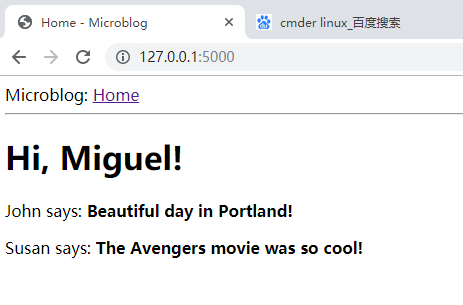 Home - Microblog
cmder linux_百度搜索
127.0.0.1:5000
Microblog: Home
Hi, Miguel!
John says: Beautiful day in Portland!
Susan says: The Avengers movie was so cool!